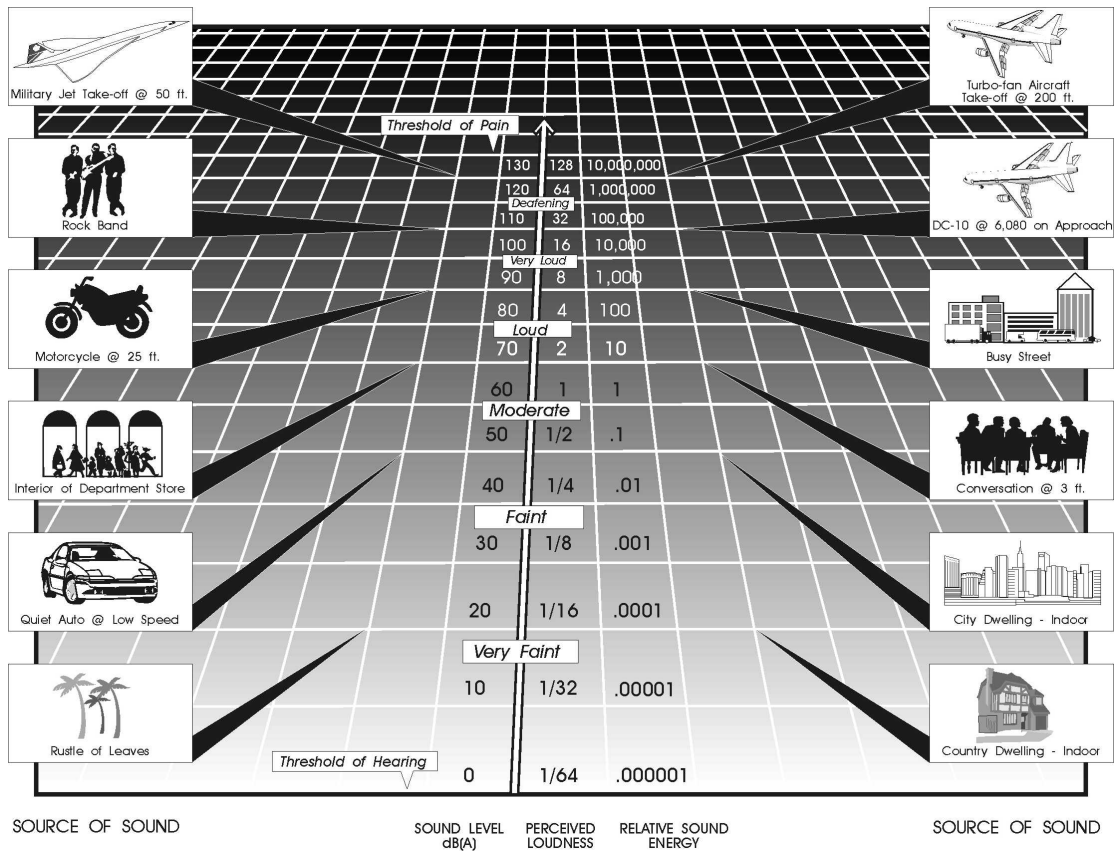 Military Jet Take-off @ 50 ft.
Turbo-fan Aircraft
Take-off @ 200 ft.
Threshold of Pain
130 128 10,000,000
120 64 1,000,000
Deafening
110 32 100,000
Rock Band
DC-10 @ 6,080 on Approach
100 16 10,000
Very Loud
90 8 1,000
80 4 100
Loud
70 2 10
Motorcycle @ 25 ft.
Busy Street
60 1 1
Moderate
50 1/2 .1
40 1/4 .01
Interior of Department Store
Conversation @ 3 ft.
Faint
30 1/8 .001
20 1/16 .0001
Quiet Auto @ Low Speed
City Dwelling - Indoor
Very Faint
10 1/32 .00001
Rustle of Leaves
Country Dwelling - Indoor
Threshold of Hearing
0 1/64 .000001
SOURCE OF SOUND
SOUND LEVEL
dB(A)
PERCEIVED
LOUDNESS
RELATIVE SOUND
ENERGY
SOURCE OF SOUND